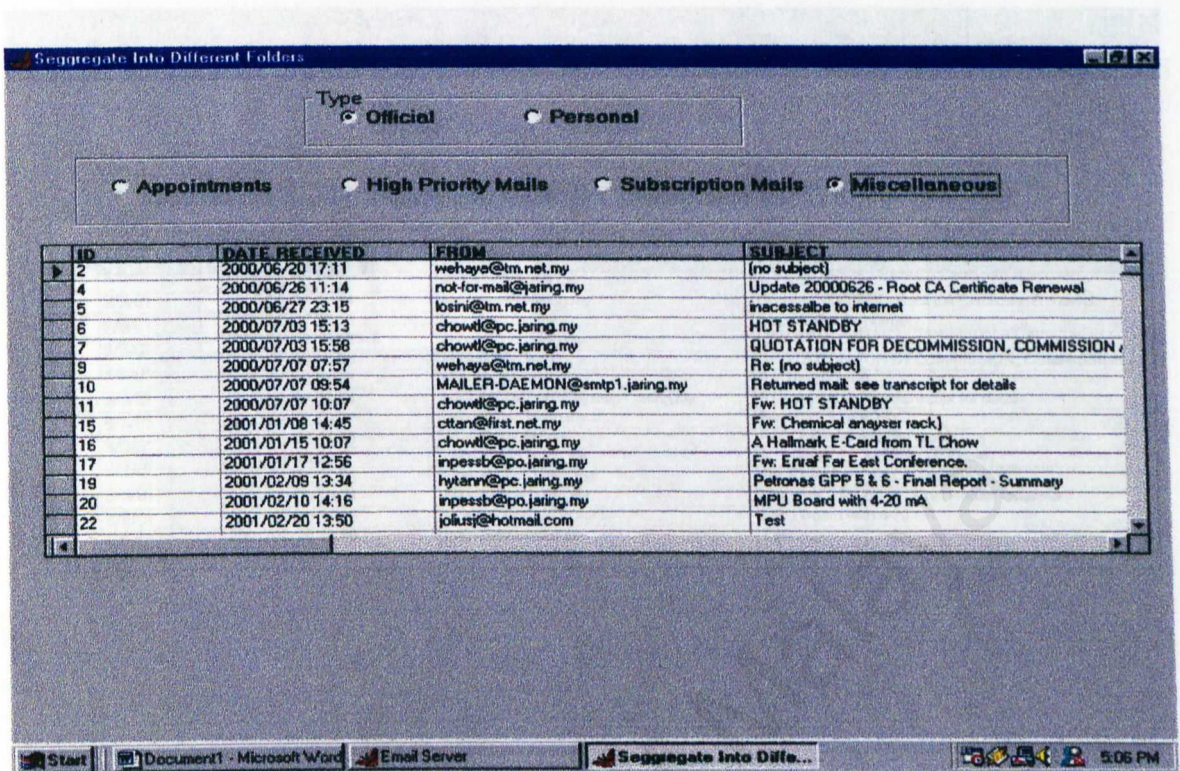 Seggregate Into Different Folders
Type
Official Personal
Appointments High Priority Mails Subscription Mails Miscellaneous
ID DATE RECEIVED FROM SUBJECT
2 2000/06/20 17:11 wehaya@tm.net.my (no subject)
4 2000/06/26 11:14 not-for-mail@jaring.my Update 20000626 - Root CA Certificate Renewal
5 2000/06/27 23:15 losini@tm.net.my inacessalbe to internet
6 2000/07/03 15:13 chowtl@pc.jaring.my HOT STANDBY
7 2000/07/03 15:58 chowtl@pc.jaring.my QUOTATION FOR DECOMMISSION, COMMISSION
9 2000/07/07 07:57 wehaya@tm.net.my Re: (no subject)
10 2000/07/07 09:54 MAILER-DAEMON@smtp1.jaring.my Returned mail: see transcript for details
11 2000/07/07 10:07 chowtl@pc.jaring.my Fw: HOT STANDBY
15 2001/01/08 14:45 cttan@first.net.my Fw: Chemical anayser rack)
16 2001/01/15 10:07 chowtl@pc.jaring.my A Hallmark E-Card from TL Chow
17 2001/01/17 12:56 inpessb@po.jaring.my Fw: Enraf Far East Conference.
19 2001/02/09 13:34 hytann@pc.jaring.my Petronas GPP 5 & 6 - Final Report - Summary
20 2001/02/10 14:16 inpessb@po.jaring.my MPU Board with 4-20 mA
22 2001/02/20 13:50 joliusj@hotmail.com Test
Start Document1 - Microsoft Word Email Server Seggregate Into Diffe... 5:06 PM